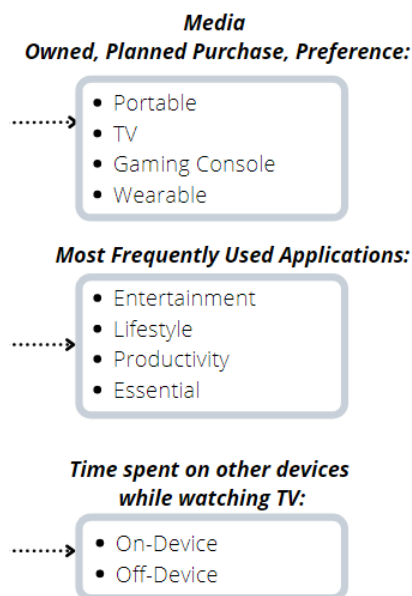 Media
Owned, Planned Purchase, Preference:
• Portable
• TV
• Gaming Console
• Wearable
Most Frequently Used Applications:
• Entertainment
• Lifestyle
• Productivity
• Essential
Time spent on other devices
while watching TV:
• On-Device
• Off-Device